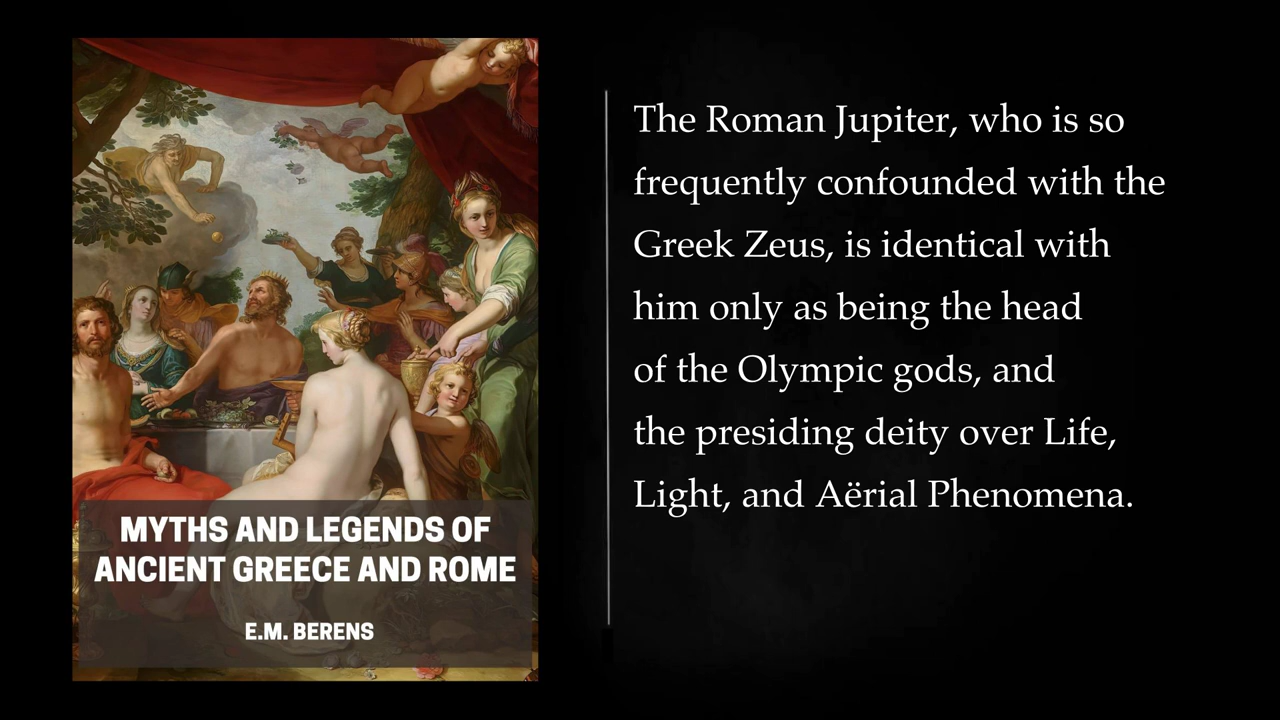 MYTHS AND LEGENDS OF
ANCIENT GREECE AND ROME
E.M. BERENS
The Roman Jupiter, who is so
frequently confounded with the
Greek Zeus, is identical with
him only as being the head
of the Olympic gods, and
the presiding deity over Life,
Light, and Aërial Phenomena.